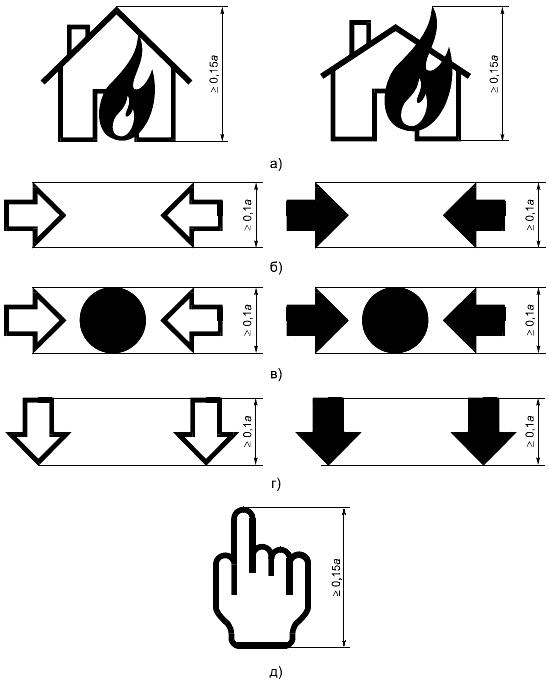 ≥ 0,15a ≥ 0,15a
а)
≥ 0,1a ≥ 0,1a
б)
≥ 0,1a ≥ 0,1a
в)
≥ 0,1a ≥ 0,1a
г)
≥ 0,15a
д)